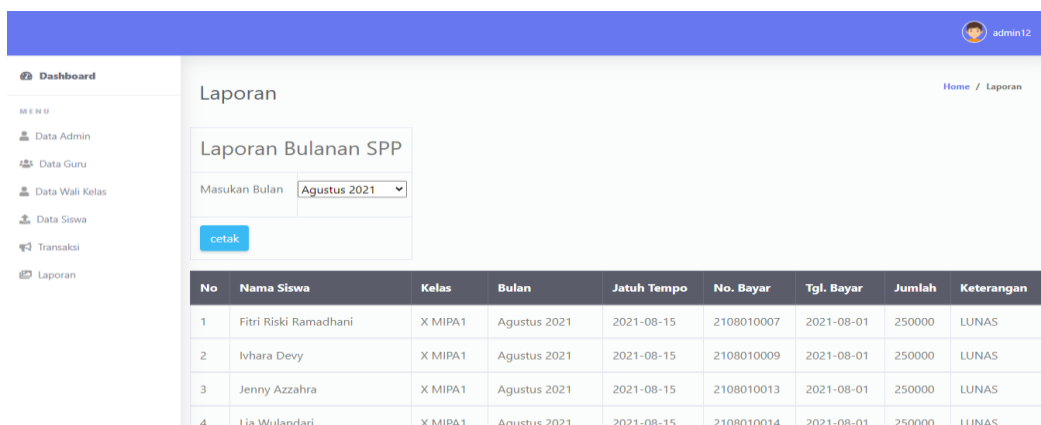 admin12
Dashboard
Home / Laporan
Laporan
MENU
Data Admin
Data Guru
Data Wali Kelas
Data Siswa
Transaksi
Laporan
Laporan Bulanan SPP
Masukan Bulan Agustus 2021
cetak
No Nama Siswa Kelas Bulan Jatuh Tempo No. Bayar Tgl. Bayar Jumlah Keterangan
1 Fitri Riski Ramadhani X MIPA1 Agustus 2021 2021-08-15 2108010007 2021-08-01 250000 LUNAS
2 Ivhara Devy X MIPA1 Agustus 2021 2021-08-15 2108010009 2021-08-01 250000 LUNAS
3 Jenny Azzahra X MIPA1 Agustus 2021 2021-08-15 2108010013 2021-08-01 250000 LUNAS
4 Lia Wulandari X MIPA1 Agustus 2021 2021-08-15 2108010014 2021-08-01 250000 LUNAS